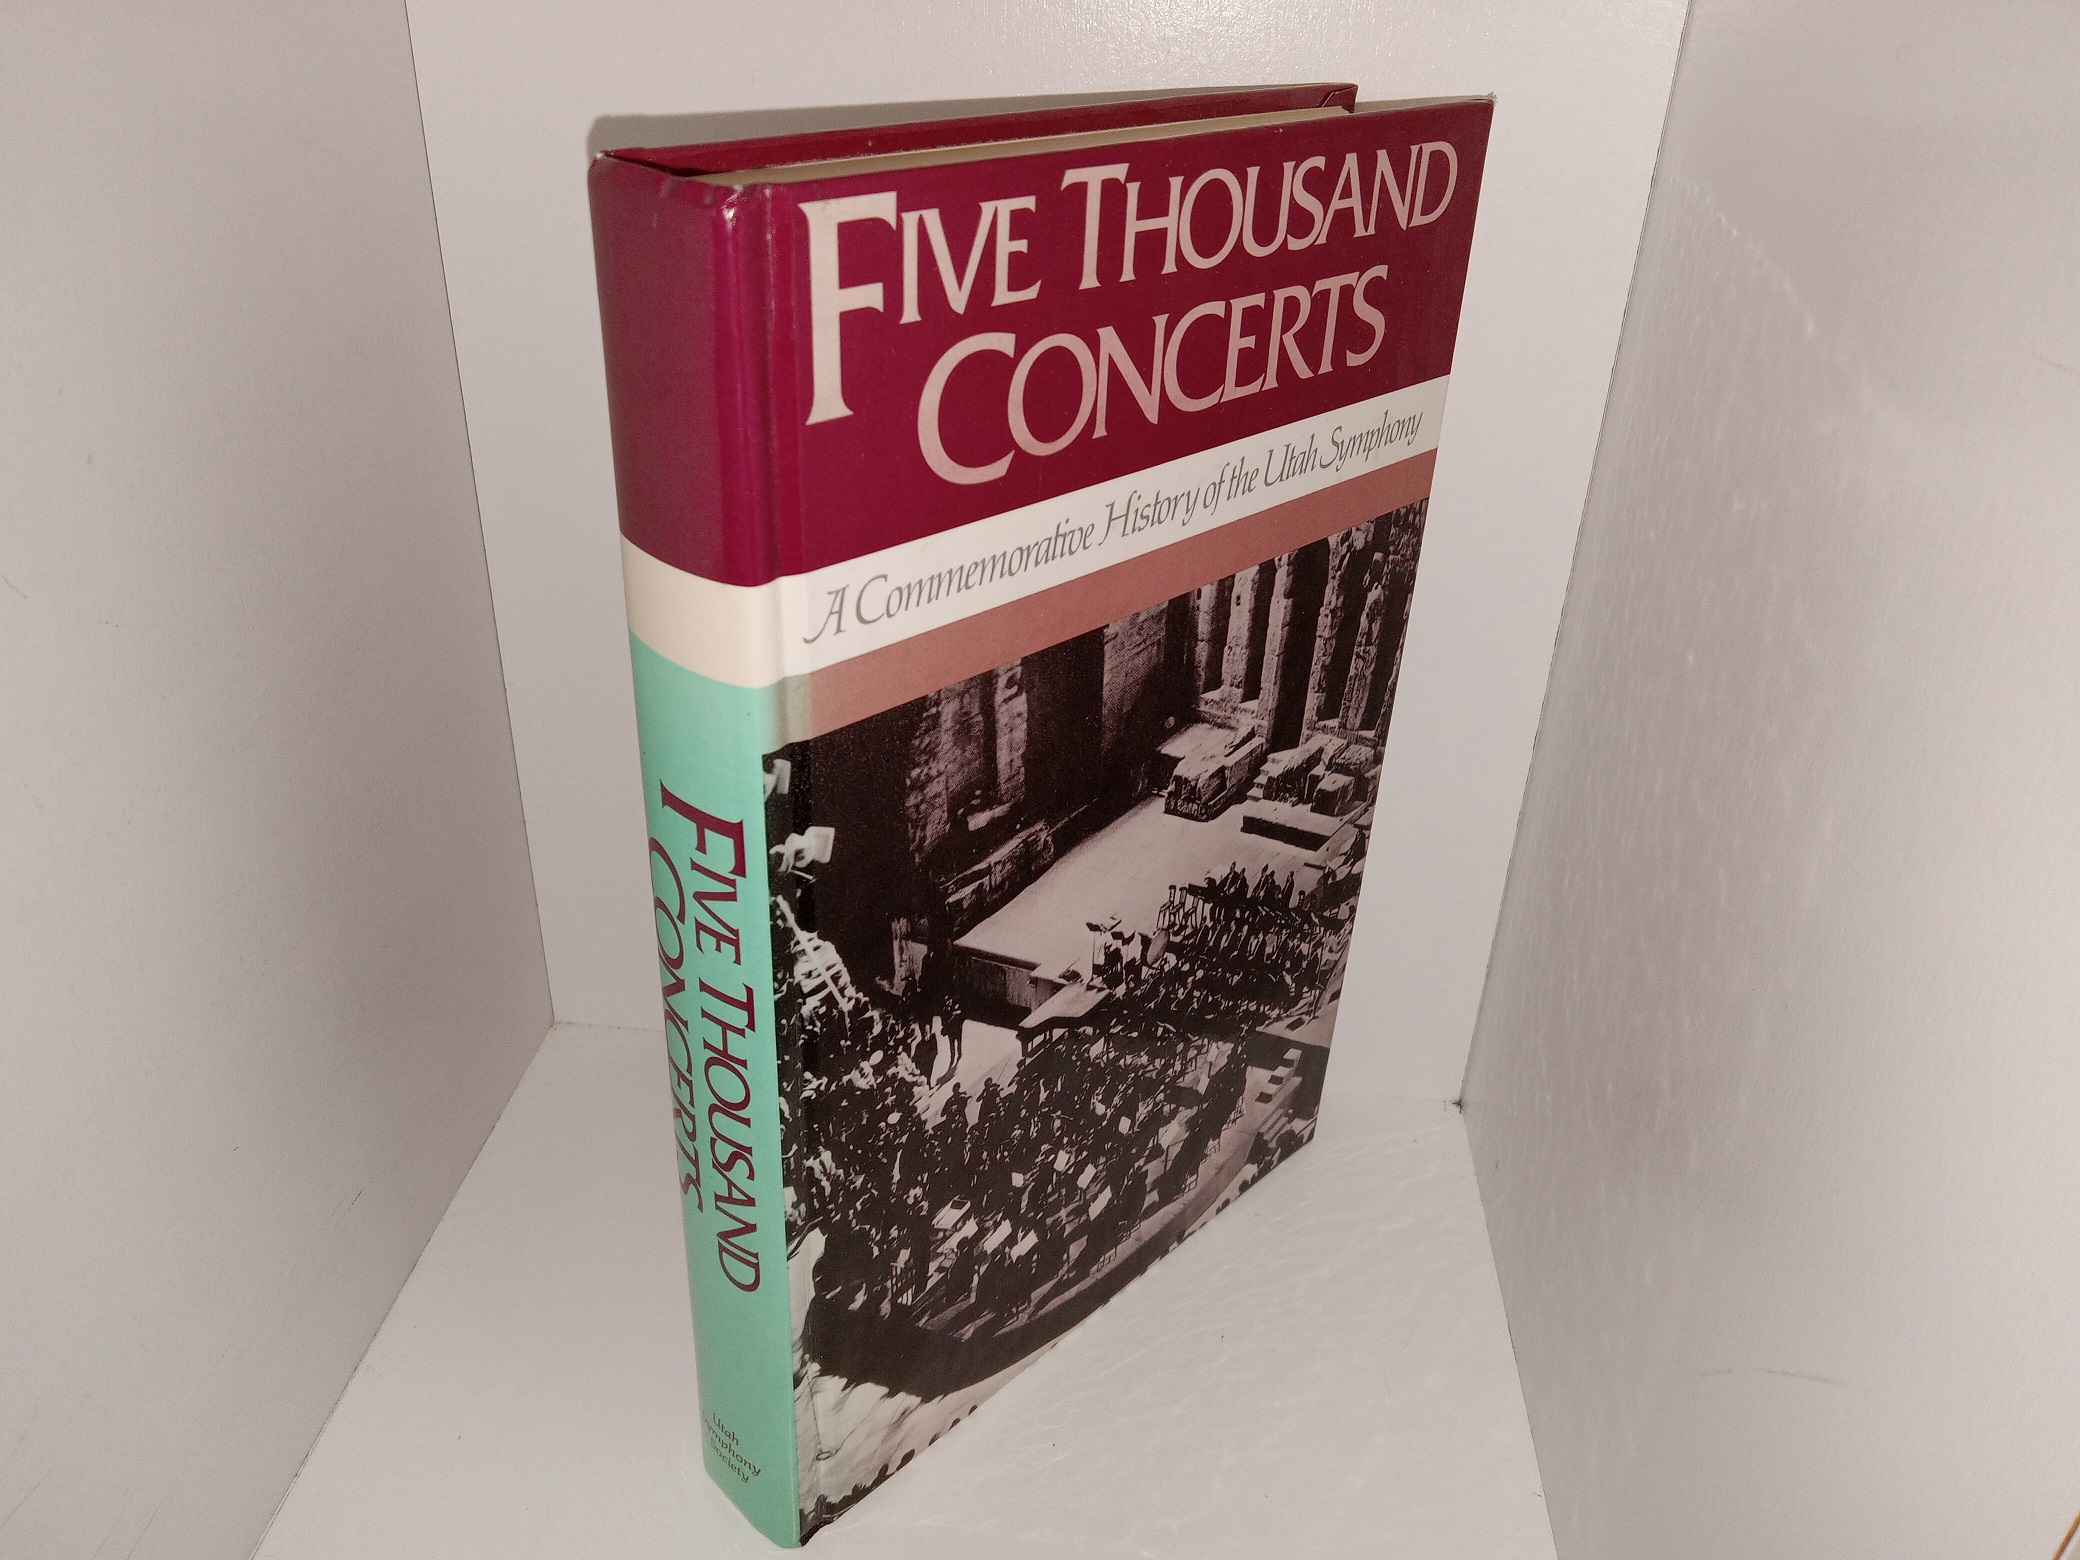 FIVE THOUSAND
CONCERTS
A Commemorative History of the Utah Symphony
FIVE THOUSAND
CONCERTS
Utah
Symphony
Society